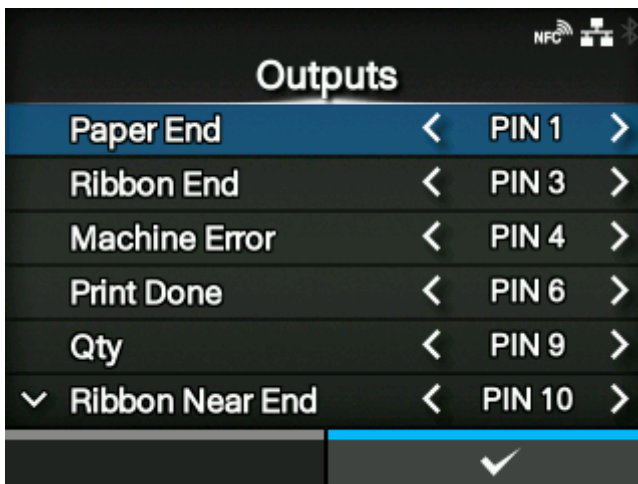 NFC
Outputs
Paper End < PIN 1 >
Ribbon End < PIN 3 >
Machine Error < PIN 4 >
Print Done < PIN 6 >
Qty < PIN 9 >
Ribbon Near End < PIN 10 >